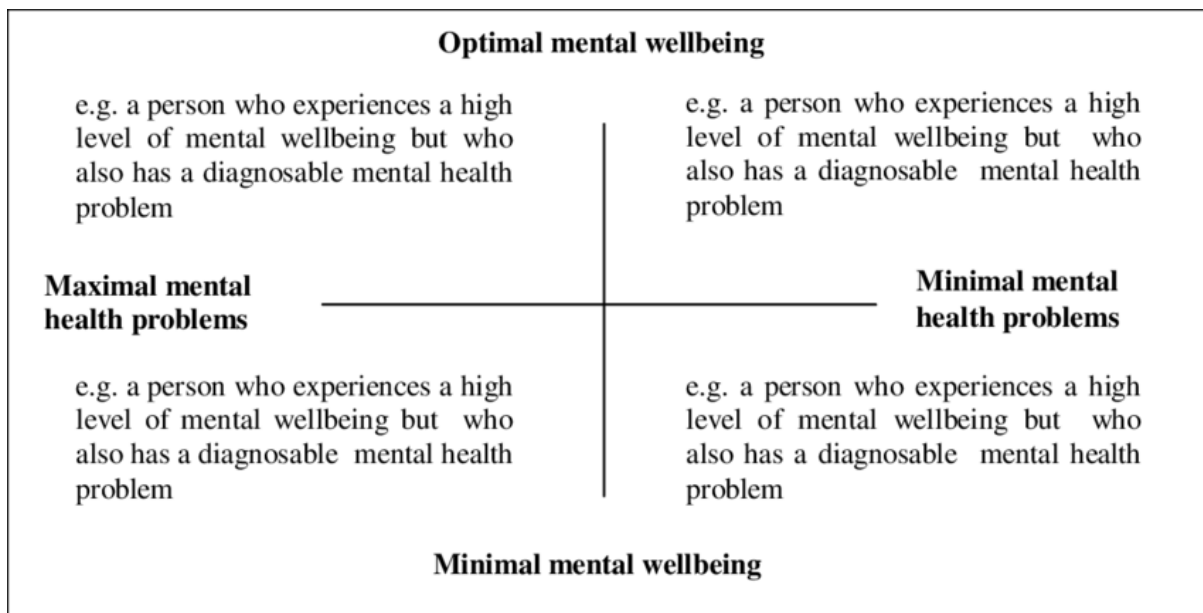 Optimal mental wellbeing
e.g. a person who experiences a high
level of mental wellbeing but who
also has a diagnosable mental health
problem
e.g. a person who experiences a high
level of mental wellbeing but who
also has a diagnosable mental health
problem
Maximal mental
health problems
Minimal mental
health problems
e.g. a person who experiences a high
level of mental wellbeing but who
also has a diagnosable mental health
problem
e.g. a person who experiences a high
level of mental wellbeing but who
also has a diagnosable mental health
problem
Minimal mental wellbeing